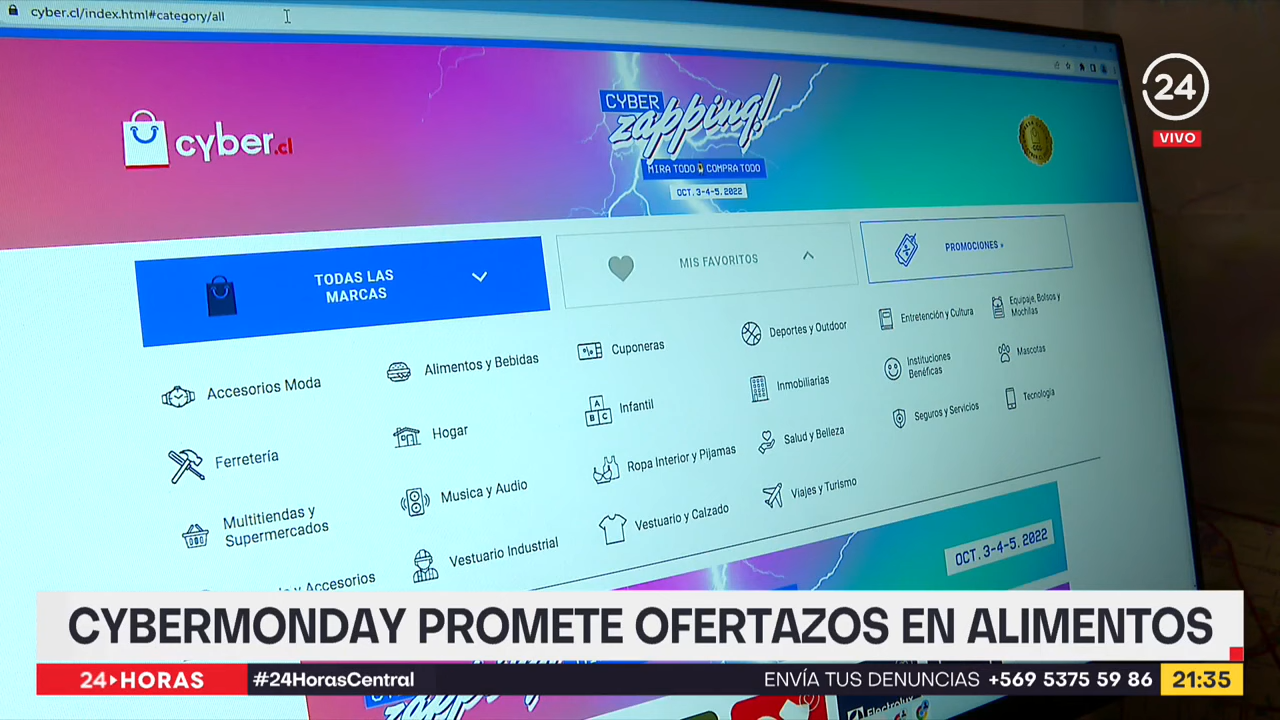 cyber.cl/index.html#category/all
24
VIVO
cyber.cl
CYBER
zapping!
MIRA TODO COMPRA TODO
OCT. 3-4-5. 2022
TODAS LAS
MARCAS
MIS FAVORITOS
PROMOCIONES »
Accesorios Moda
Alimentos y Bebidas
Cuponeras
Deportes y Outdoor
Entretención y Cultura
Equipaje, Bolsos y
Mochilas
Ferretería
Hogar
Infantil
Inmobiliarias
Instituciones
Benéficas
Mascotas
Multitiendas y
Supermercados
Musica y Audio
Ropa Interior y Pijamas
Salud y Belleza
Seguros y Servicios
Tecnología
y Accesorios
Vestuario Industrial
Vestuario y Calzado
Viajes y Turismo
OCT. 3-4-5. 2022
CYBERMONDAY PROMETE OFERTAZOS EN ALIMENTOS
24 HORAS
#24HorasCentral
ENVÍA TUS DENUNCIAS +569 5375 59 86
21:35
zapping
Electrolux